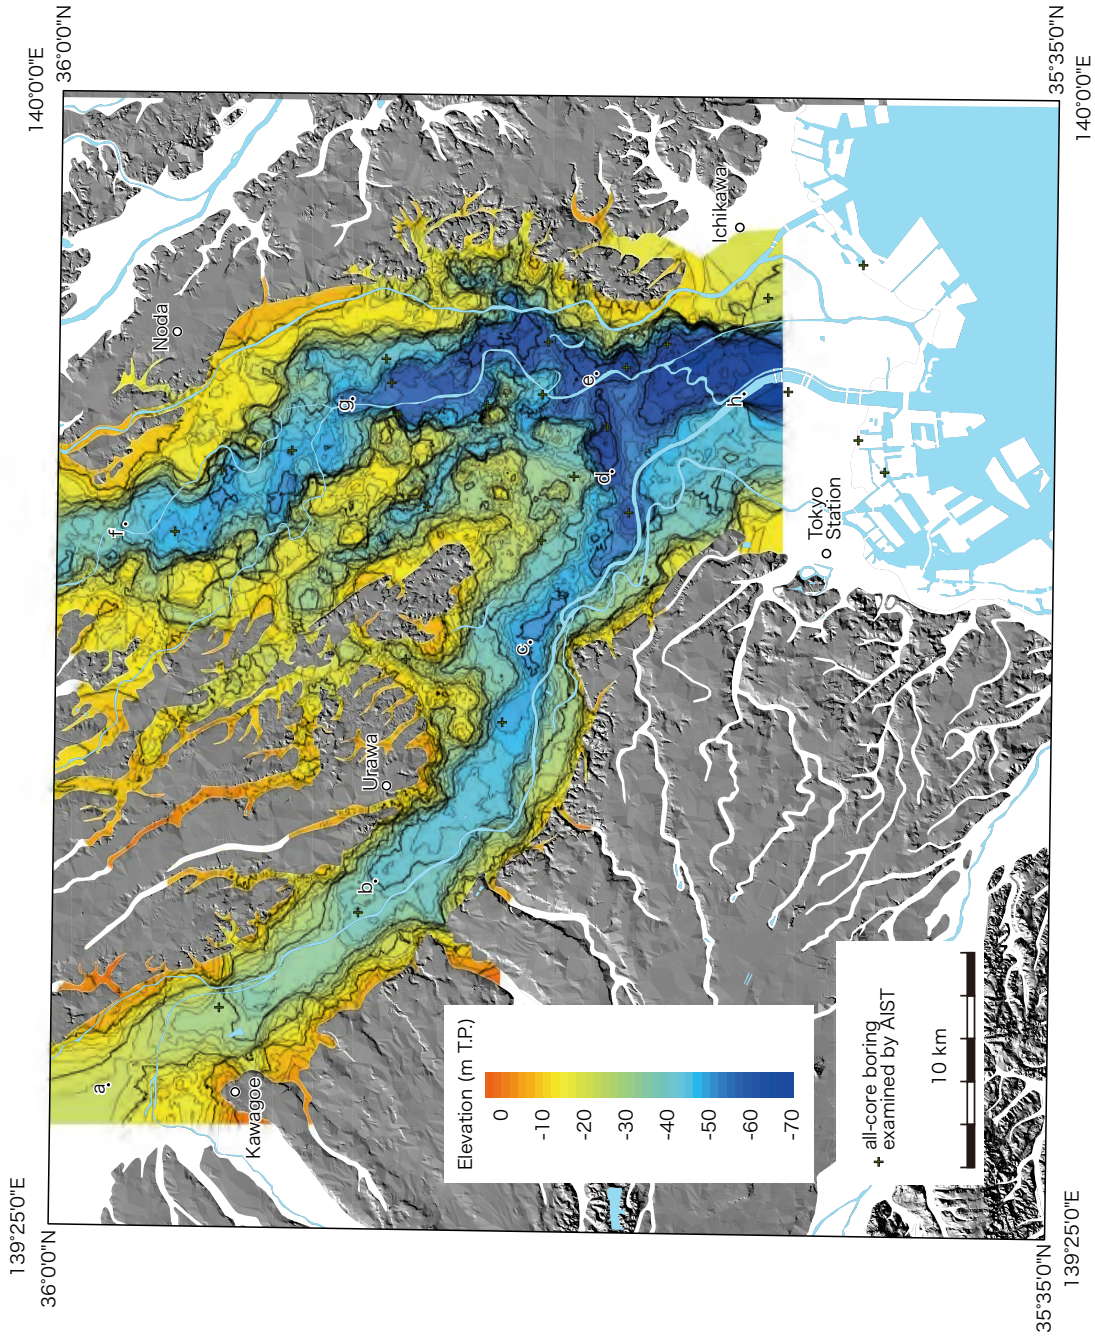 36°0'0"N
140°0'0"E
35°35'0"N
140°0'0"E
Noda
Ichikawa
g
e
h
f
d
Tokyo
Station
c
Urawa
b
a
Kawagoe
Elevation (m T.P.)
0
-10
-20
-30
-40
-50
-60
-70
all-core boring
examined by AIST
10 km
139°25'0"E
36°0'0"N
35°35'0"N
139°25'0"E